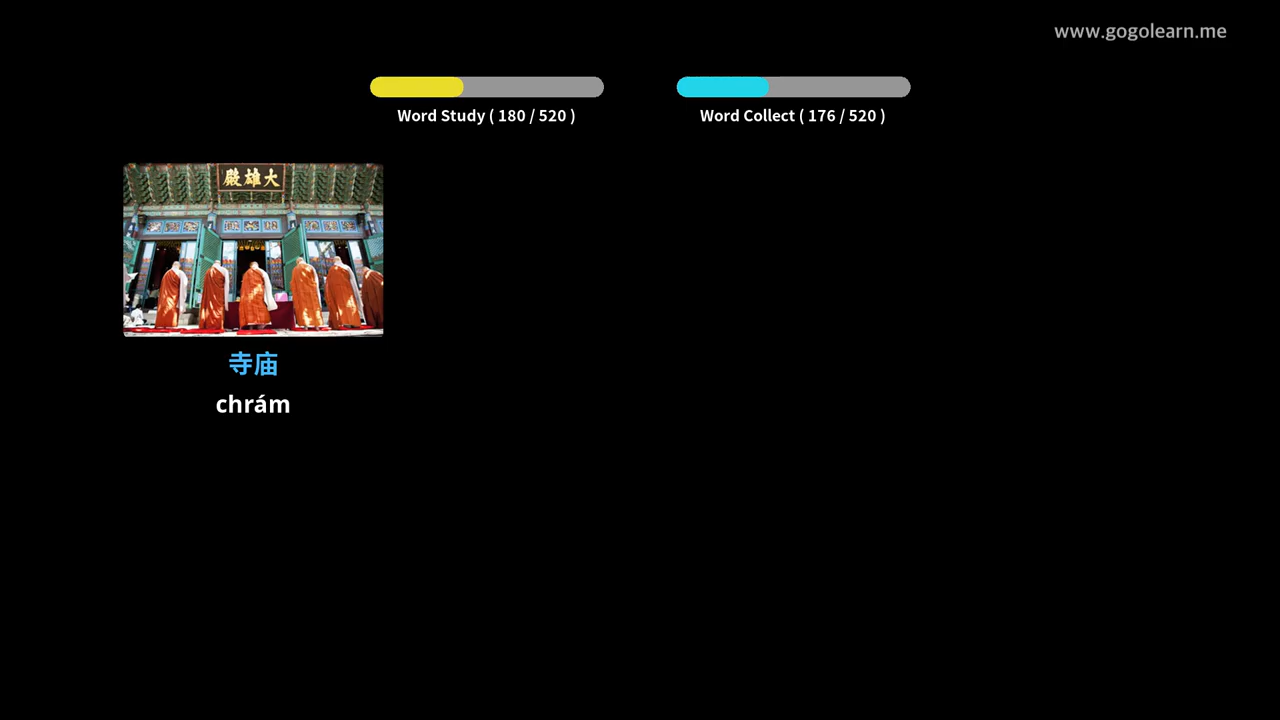 www.gogolearn.me
Word Study ( 180 / 520 )
Word Collect ( 176 / 520 )
殿雄大
寺庙
chrám